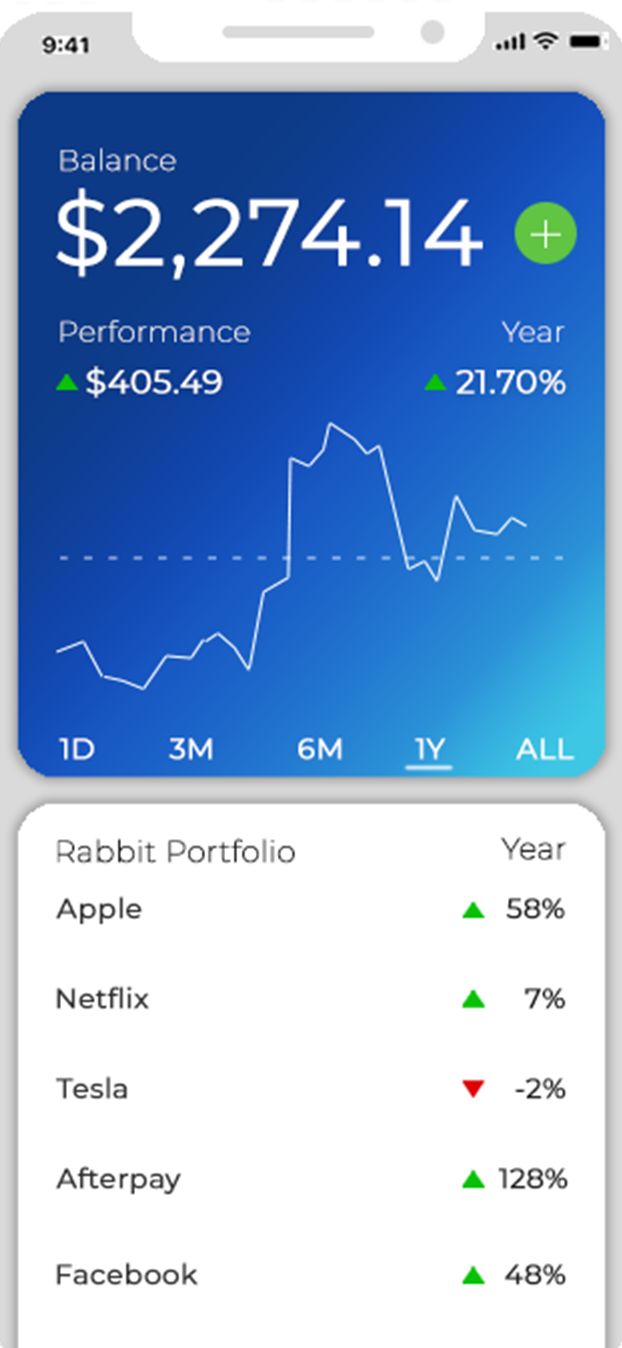 9:41
Balance
$2,274.14
Performance Year
$405.49 21.70%
1D 3M 6M 1Y ALL
Rabbit Portfolio Year
Apple 58%
Netflix 7%
Tesla -2%
Afterpay 128%
Facebook 48%